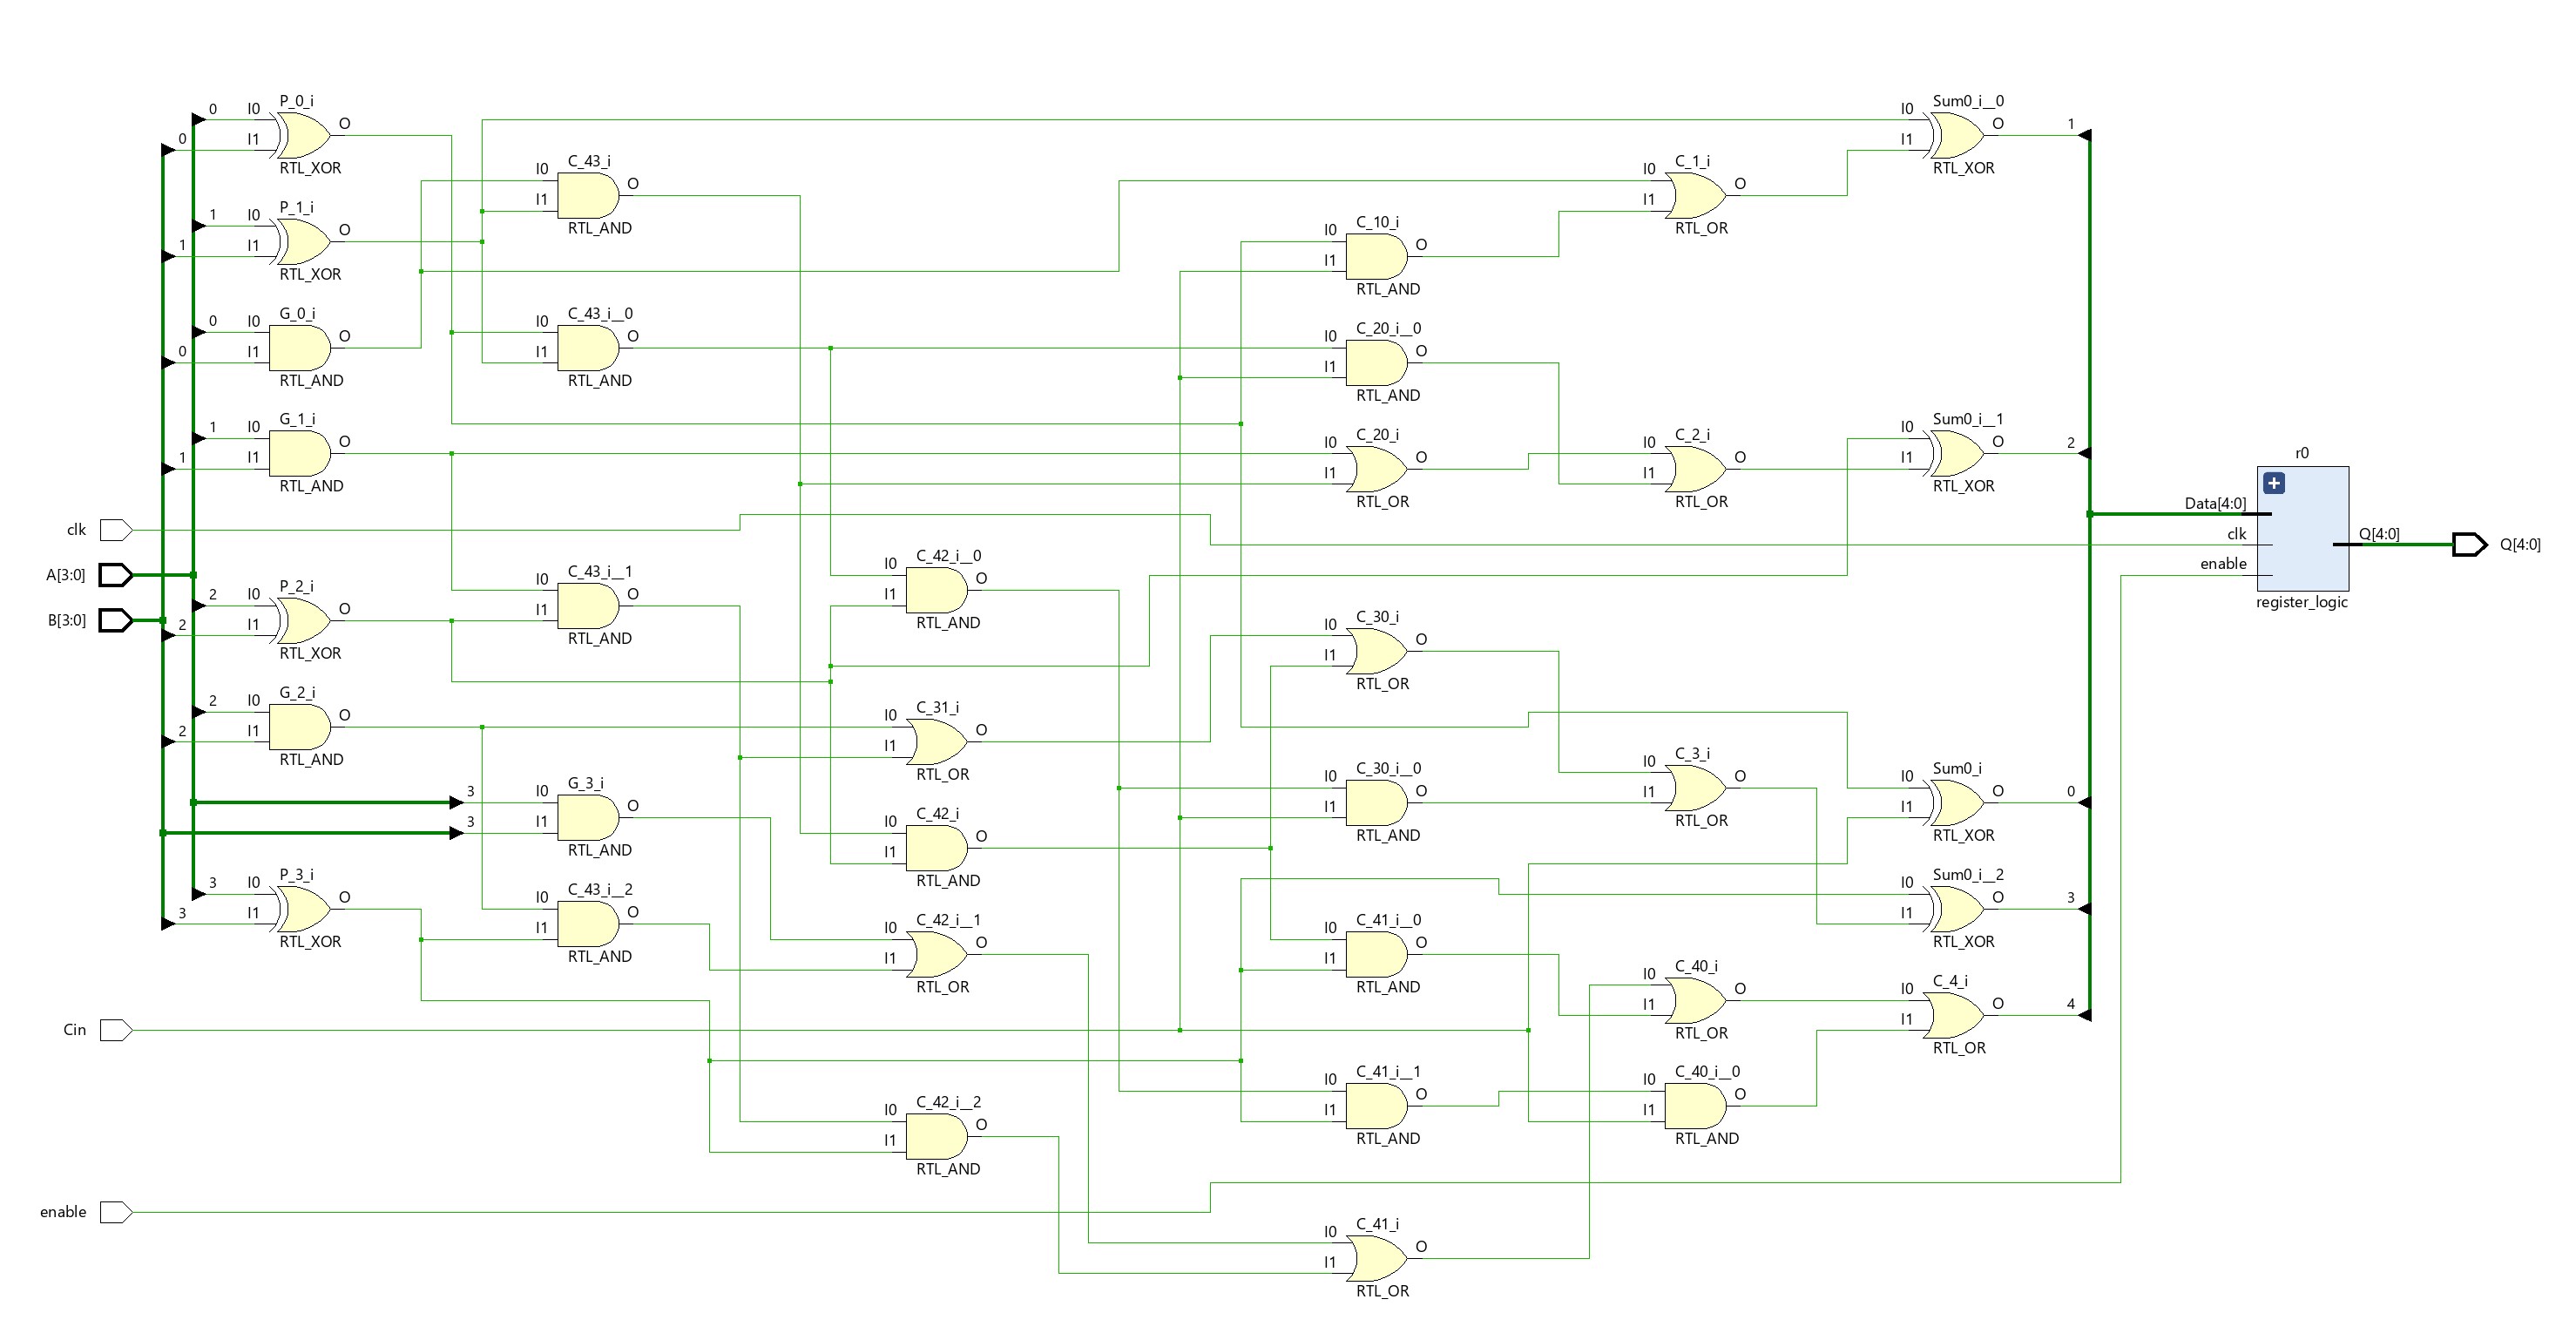 0 I0 P_0_i O
0 I1 RTL_XOR
1 I0 P_1_i O
1 I1 RTL_XOR
0 I0 G_0_i O
0 I1 RTL_AND
1 I0 G_1_i O
1 I1 RTL_AND
clk
A[3:0]
B[3:0]
2 I0 P_2_i O
2 I1 RTL_XOR
2 I0 G_2_i O
2 I1 RTL_AND
3 I0 P_3_i O
3 I1 RTL_XOR
Cin
enable
I0 C_43_i O
I1 RTL_AND
I0 C_43_i__0 O
I1 RTL_AND
I0 C_43_i__1 O
I1 RTL_AND
3 I0 G_3_i O
3 I1 RTL_AND
I0 C_43_i__2 O
I1 RTL_AND
I0 C_42_i__0 O
I1 RTL_AND
I0 C_31_i O
I1 RTL_OR
I0 C_42_i O
I1 RTL_AND
I0 C_42_i__1 O
I1 RTL_OR
I0 C_42_i__2 O
I1 RTL_AND
I0 C_10_i O
I1 RTL_AND
I0 C_20_i__0 O
I1 RTL_AND
I0 C_20_i O
I1 RTL_OR
I0 C_30_i O
I1 RTL_OR
I0 C_30_i__0 O
I1 RTL_AND
I0 C_41_i__0 O
I1 RTL_AND
I0 C_41_i__1 O
I1 RTL_AND
I0 C_41_i O
I1 RTL_OR
I0 C_1_i O
I1 RTL_OR
I0 C_2_i O
I1 RTL_OR
I0 C_3_i O
I1 RTL_OR
I0 C_40_i O
I1 RTL_OR
I0 C_40_i__0 O
I1 RTL_AND
I0 Sum0_i__0 O 1
I1 RTL_XOR
I0 Sum0_i__1 O 2
I1 RTL_XOR
I0 Sum0_i O 0
I1 RTL_XOR
I0 Sum0_i__2 O 3
I1 RTL_XOR
I0 C_4_i O 4
I1 RTL_OR
r0
Data[4:0]
clk
enable
Q[4:0]
register_logic
Q[4:0]